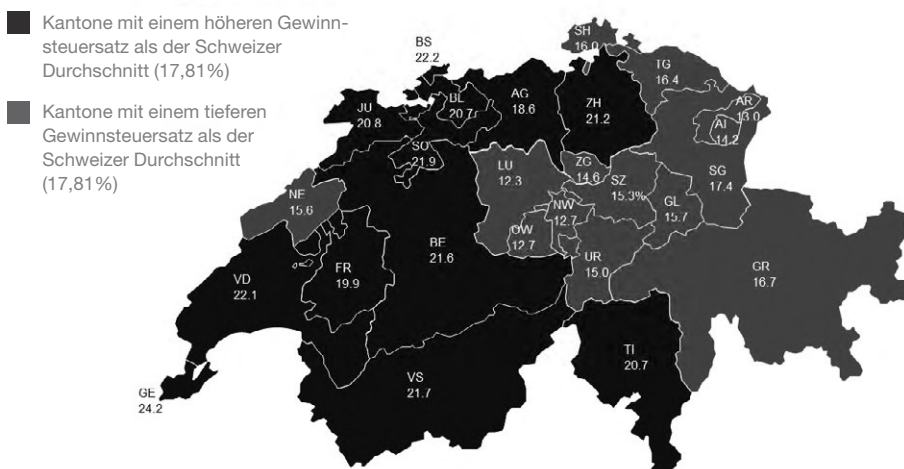 Kantone mit einem höheren Gewinn-
steuersatz als der Schweizer
Durchschnitt (17,81%)
Kantone mit einem tieferen
Gewinnsteuersatz als der
Schweizer Durchschnitt
(17,81%)
SH
16.0
BS
22.2
TG
16.4
AG
18.6
ZH
21.2
BL
20.7
JU
20.8
AR
13.0
AI
14.2
SO
21.9
LU
12.3
ZG
14.6
SZ
15.3%
SG
17.4
NE
15.6
NW
12.7
GL
15.7
OW
12.7
BE
21.6
UR
15.0
FR
19.9
GR
16.7
VD
22.1
TI
20.7
VS
21.7
GE
24.2